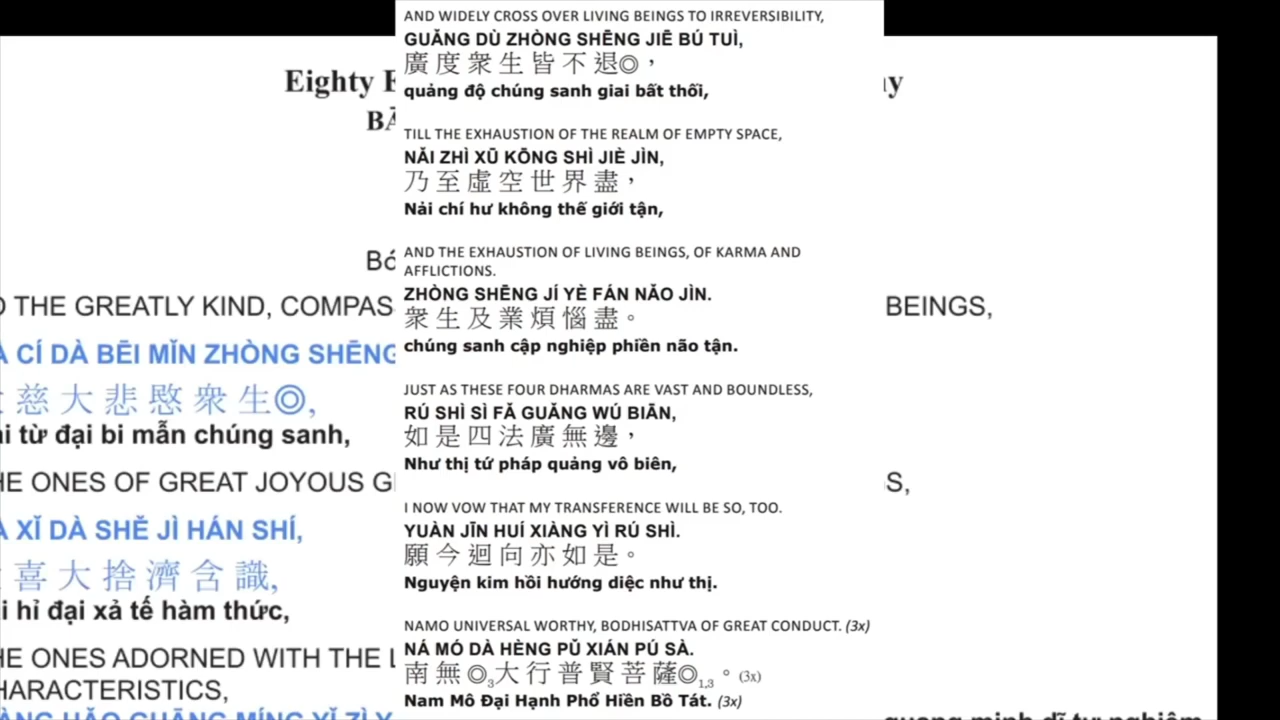 AND WIDELY CROSS OVER LIVING BEINGS TO IRREVERSIBILITY,
GUǍNG DÙ ZHÒNG SHĒNG JIĒ BÚ TUÌ,
廣度衆生皆不退◎，
quảng độ chúng sanh giai bất thối,
TILL THE EXHAUSTION OF THE REALM OF EMPTY SPACE,
NǍI ZHÌ XŪ KŌNG SHÌ JIÈ JÌN,
乃至虛空世界盡，
Nải chí hư không thế giới tận,
AND THE EXHAUSTION OF LIVING BEINGS, OF KARMA AND
AFFLICTIONS.
ZHÒNG SHĒNG JÍ YÈ FÁN NǍO JÌN.
衆生及業煩惱盡。
chúng sanh cập nghiệp phiền não tận.
JUST AS THESE FOUR DHARMAS ARE VAST AND BOUNDLESS,
RÚ SHÌ SÌ FǍ GUǍNG WÚ BIĀN,
如是四法廣無邊，
Như thị tứ pháp quảng vô biên,
I NOW VOW THAT MY TRANSFERENCE WILL BE SO, TOO.
YUÀN JĪN HUÍ XIÀNG YÌ RÚ SHÌ.
願今迴向亦如是。
Nguyện kim hồi hướng diệc như thị.
NAMO UNIVERSAL WORTHY, BODHISATTVA OF GREAT CONDUCT. (3x)
NÁ MÓ DÀ HÈNG PǓ XIÁN PÚ SÀ.
南無◎3大行普賢菩薩◎1,3。(3x)
Nam Mô Đại Hạnh Phổ Hiền Bồ Tát. (3x)
Eighty
THE GREATLY KIND, BEINGS,
CÍ DÀ BĒI MǏN ZHÒNG SHĒNG
慈大悲愍衆生◎,
từ đại bi mẫn chúng sanh,
ONES OF GREAT JOYOUS
XǏ DÀ SHĚ JÌ HÁN SHÍ,
喜大捨濟含識,
hỉ đại xả tế hàm thức,
ONES ADORNED WITH THE